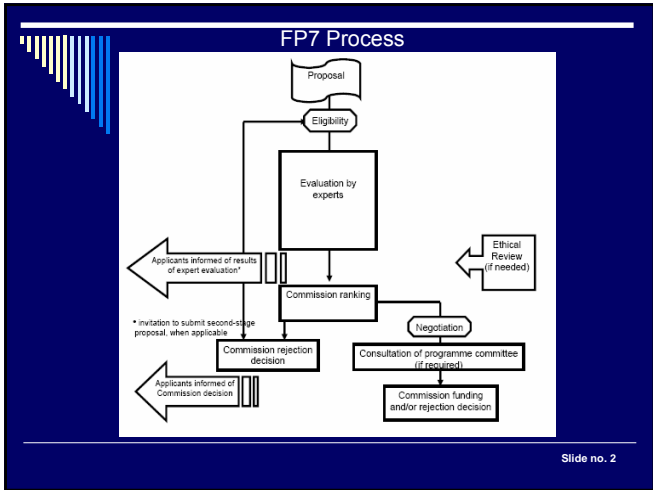 FP7 Process
Proposal
Eligibility
Evaluation by
experts
Ethical
Review
(if needed)
Applicants informed of results
of expert evaluation*
Commission ranking
* invitation to submit second-stage
proposal, when applicable
Negotiation
Commission rejection
decision
Consultation of programme committee
(if required)
Applicants informed of
Commission decision
Commission funding
and/or rejection decision
Slide no. 2